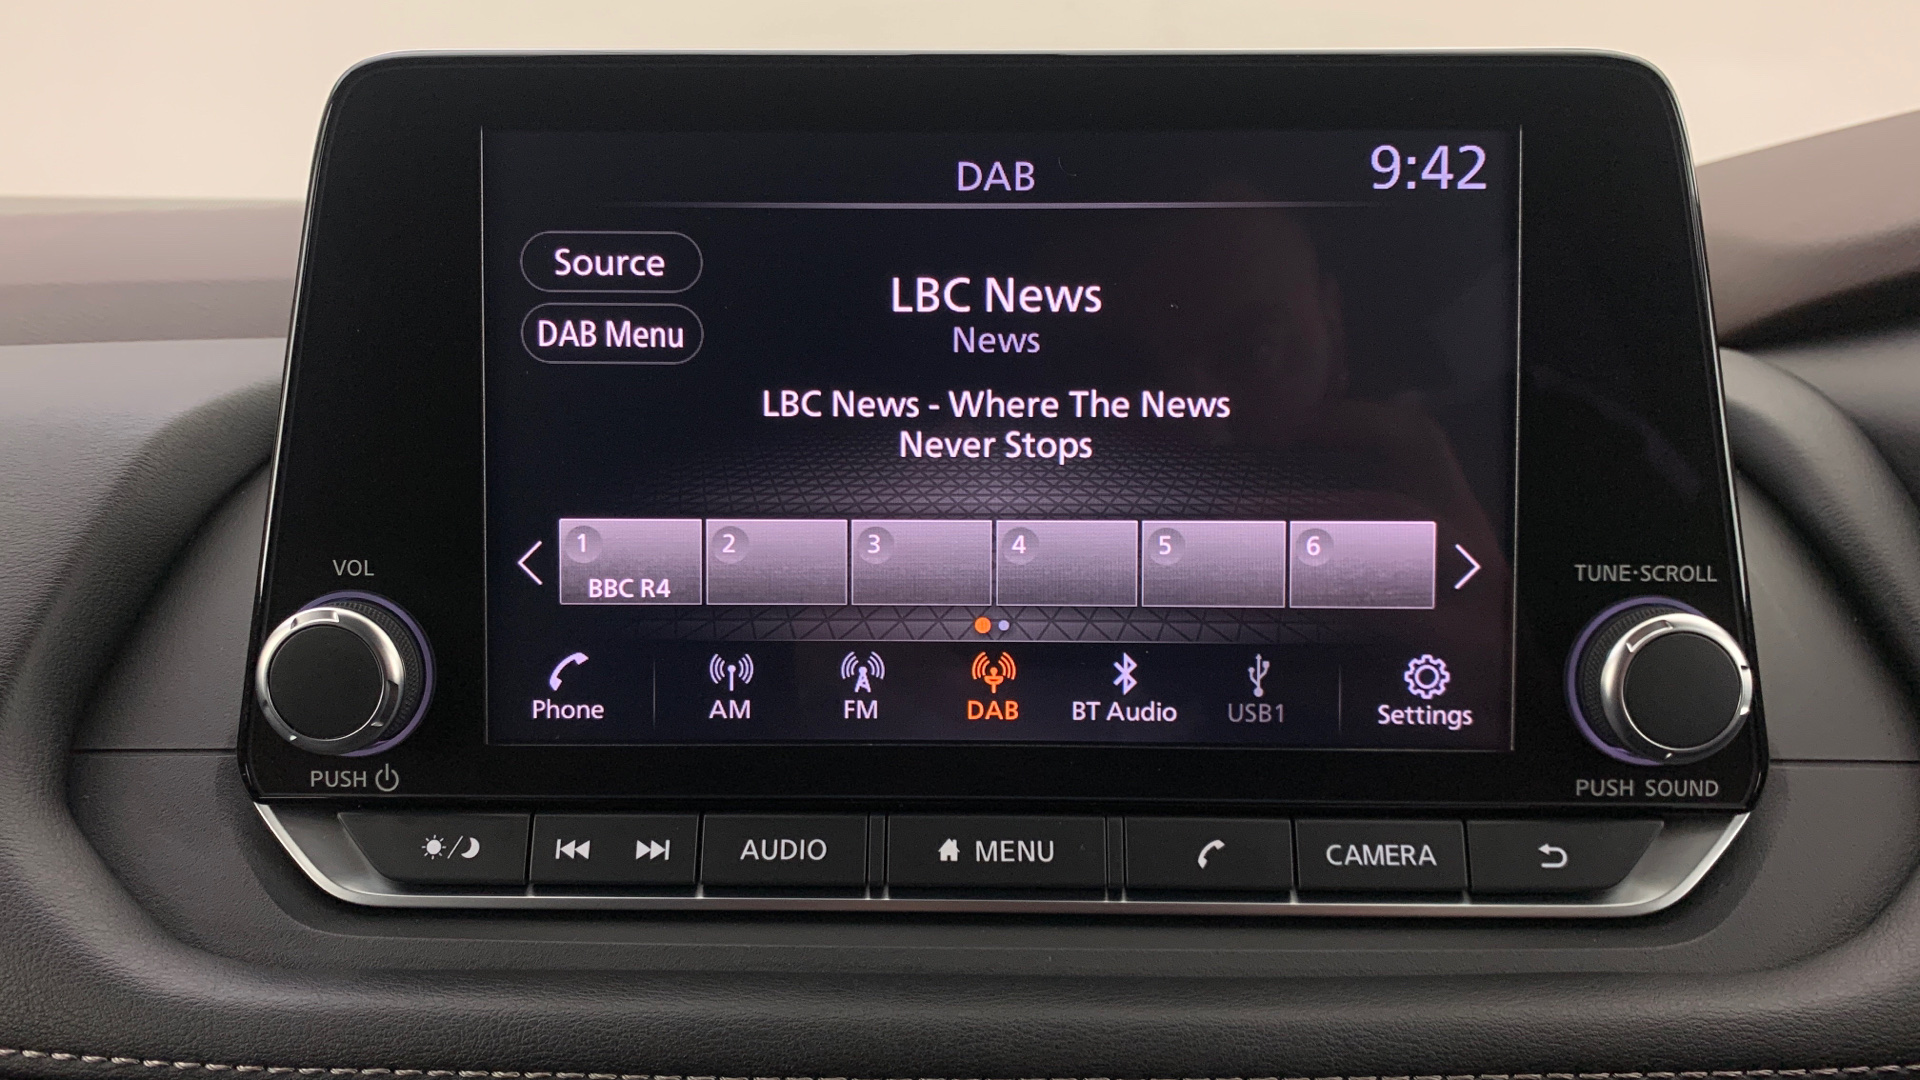 DAB
9:42
Source
DAB Menu
LBC News
News
LBC News - Where The News
Never Stops
1
BBC R4
2
3
4
5
6
VOL
PUSH
TUNE·SCROLL
PUSH SOUND
Phone
AM
FM
DAB
BT Audio
USB1
Settings
AUDIO
MENU
CAMERA